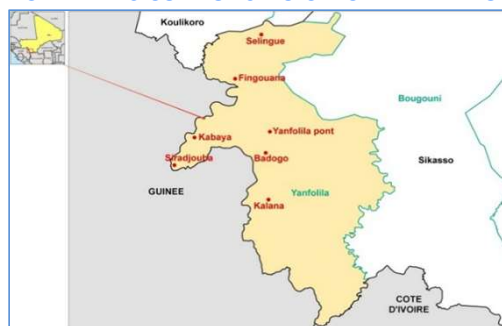 Koulikoro
Selingue
Fingouana
Bougouni
Kabaya
Yanfolila pont
Siradjouba
Badogo
Sikasso
GUINEE
Yanfolila
Kalana
COTE
D'IVOIRE